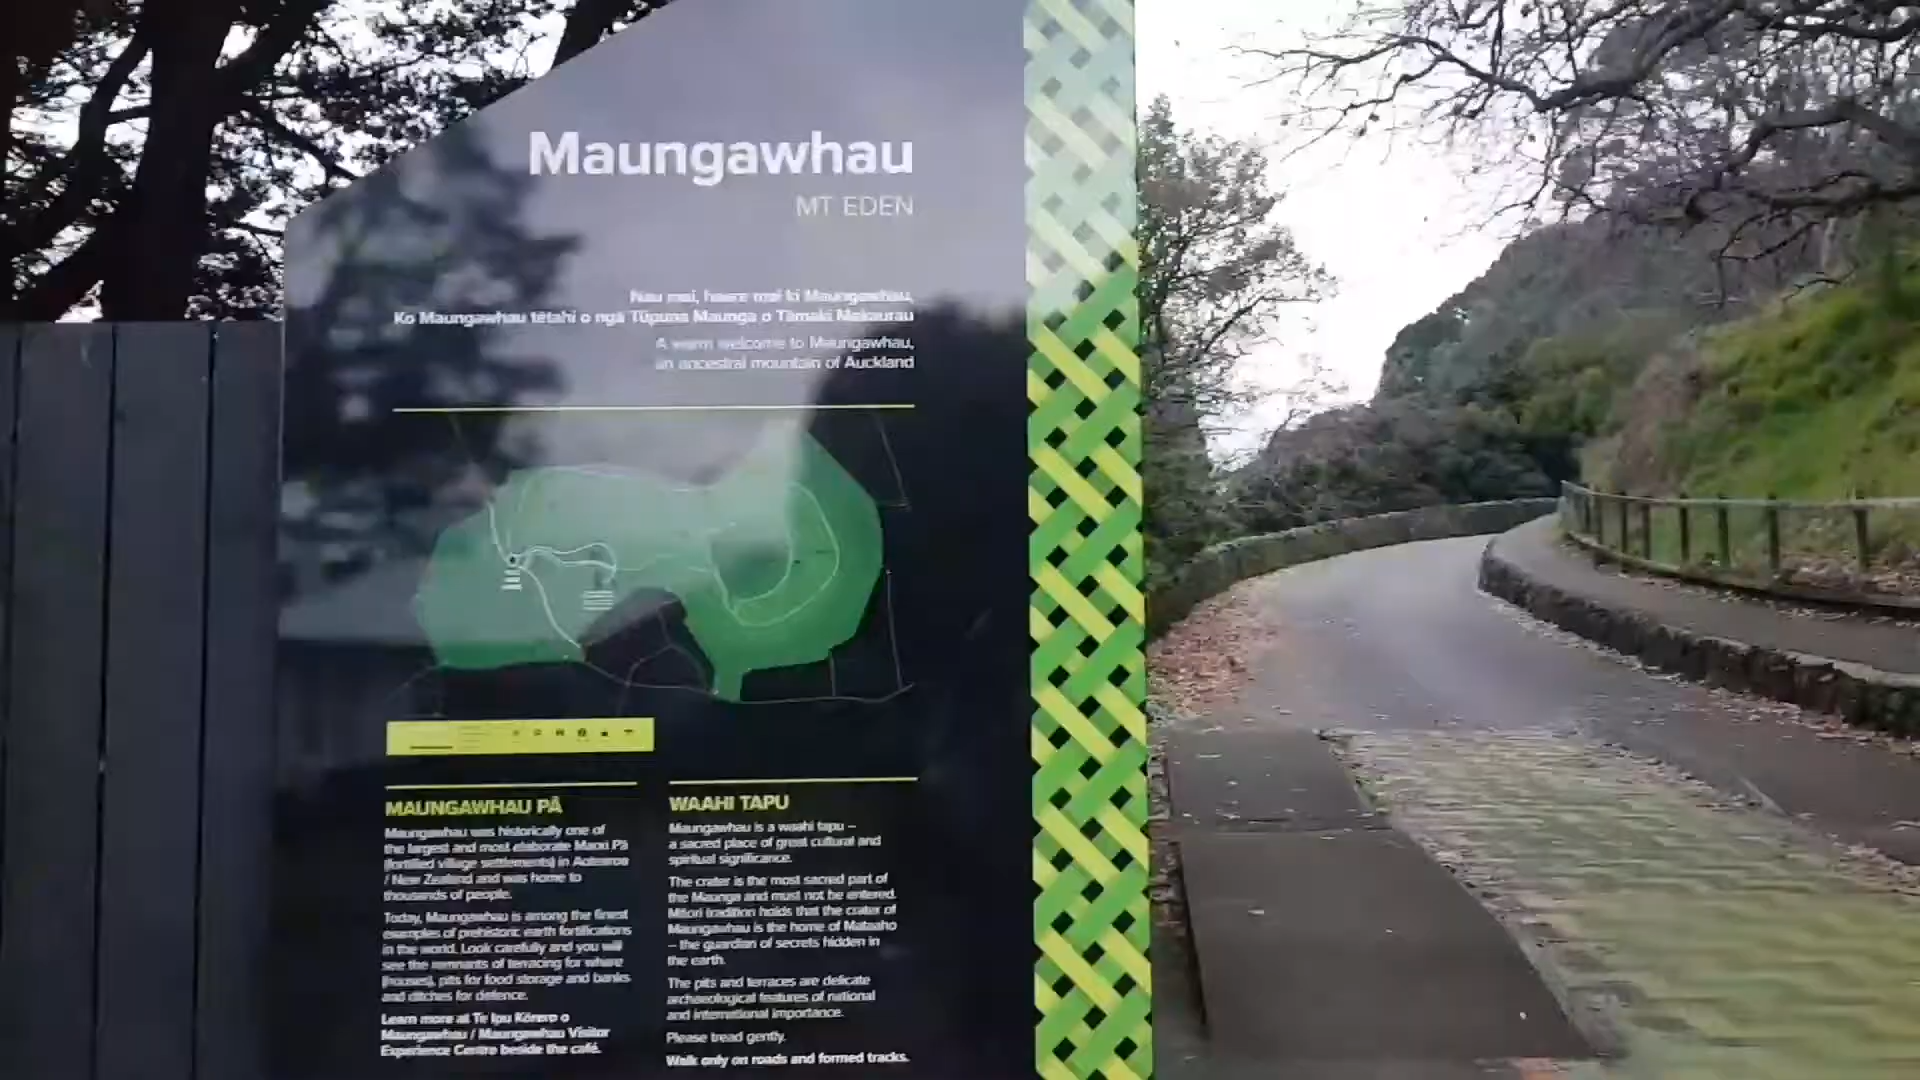 Maungawhau
MT EDEN
Nau mai, haere mai ki Maungawhau,
Ko Maungawhau tētahi o ngā Tūpuna Maunga o Tāmaki Makaurau
A warm welcome to Maungawhau,
an ancestral mountain of Auckland
MAUNGAWHAU PĀ
Maungawhau was historically one of
the largest and most elaborate Maori Pā
(fortified village settlements) in Aotearoa
/ New Zealand and was home to
thousands of people.
Today, Maungawhau is among the finest
examples of prehistoric earth fortifications
in the world. Look carefully and you will
see the remnants of terracing for whare
(houses), pits for food storage and banks
and ditches for defence.
Learn more at Te Ipu Kōrero o
Maungawhau / Maungawhau Visitor
Experience Centre beside the café.
WAAHI TAPU
Maungawhau is a waahi tapu –
a sacred place of great cultural and
spiritual significance.
The crater is the most sacred part of
the Maunga and must not be entered.
Māori tradition holds that the crater of
Maungawhau is the home of Mataaho
– the guardian of secrets hidden in
the earth.
The pits and terraces are delicate
archaeological features of national
and international importance.
Please tread gently.
Walk only on roads and formed tracks.